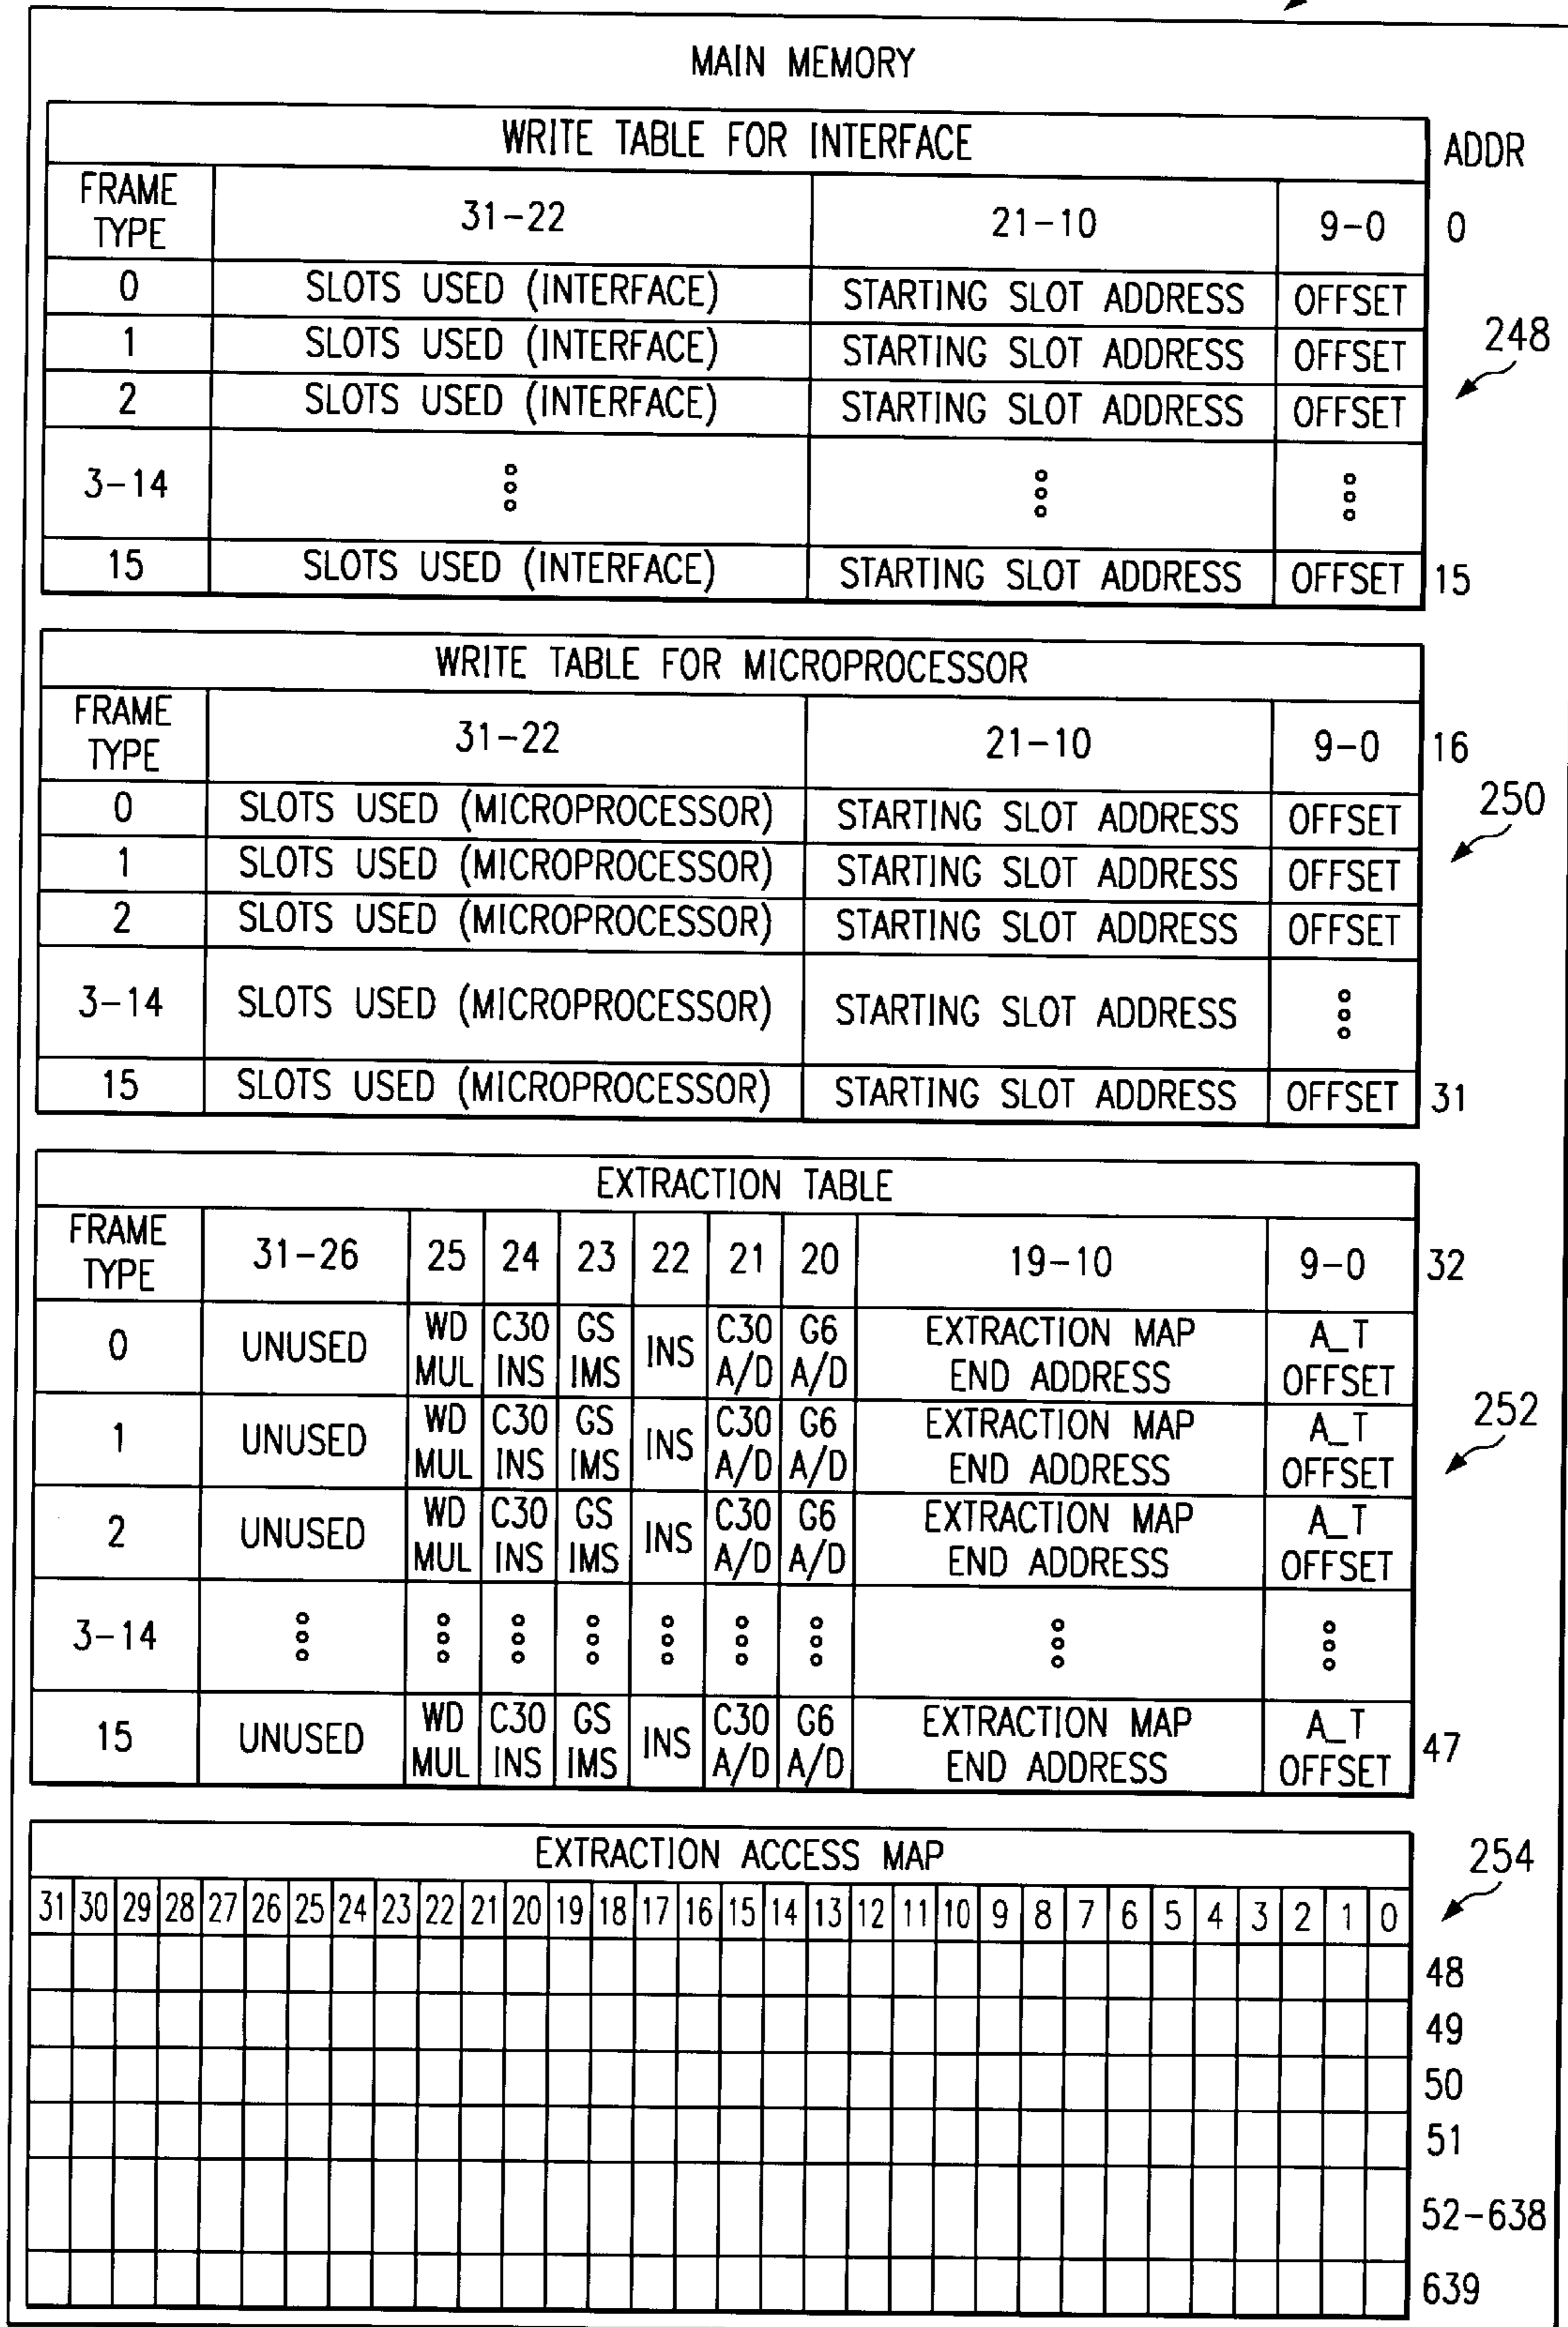 MAIN MEMORY
WRITE TABLE FOR INTERFACE ADDR
FRAME TYPE 31-22 21-10 9-0 0
0 SLOTS USED (INTERFACE) STARTING SLOT ADDRESS OFFSET
1 SLOTS USED (INTERFACE) STARTING SLOT ADDRESS OFFSET 248
2 SLOTS USED (INTERFACE) STARTING SLOT ADDRESS OFFSET
3-14
15 SLOTS USED (INTERFACE) STARTING SLOT ADDRESS OFFSET 15
WRITE TABLE FOR MICROPROCESSOR
FRAME TYPE 31-22 21-10 9-0 16
0 SLOTS USED (MICROPROCESSOR) STARTING SLOT ADDRESS OFFSET 250
1 SLOTS USED (MICROPROCESSOR) STARTING SLOT ADDRESS OFFSET
2 SLOTS USED (MICROPROCESSOR) STARTING SLOT ADDRESS OFFSET
3-14 SLOTS USED (MICROPROCESSOR) STARTING SLOT ADDRESS
15 SLOTS USED (MICROPROCESSOR) STARTING SLOT ADDRESS OFFSET 31
EXTRACTION TABLE
FRAME TYPE 31-26 25 24 23 22 21 20 19-10 9-0 32
0 UNUSED WD MUL C30 INS GS IMS INS C30 A/D G6 A/D EXTRACTION MAP END ADDRESS A_T OFFSET
1 UNUSED WD MUL C30 INS GS IMS INS C30 A/D G6 A/D EXTRACTION MAP END ADDRESS A_T OFFSET 252
2 UNUSED WD MUL C30 INS GS IMS INS C30 A/D G6 A/D EXTRACTION MAP END ADDRESS A_T OFFSET
3-14
15 UNUSED WD MUL C30 INS GS IMS INS C30 A/D G6 A/D EXTRACTION MAP END ADDRESS A_T OFFSET 47
EXTRACTION ACCESS MAP 254
31 30 29 28 27 26 25 24 23 22 21 20 19 18 17 16 15 14 13 12 11 10 9 8 7 6 5 4 3 2 1 0
48
49
50
51
52-638
639